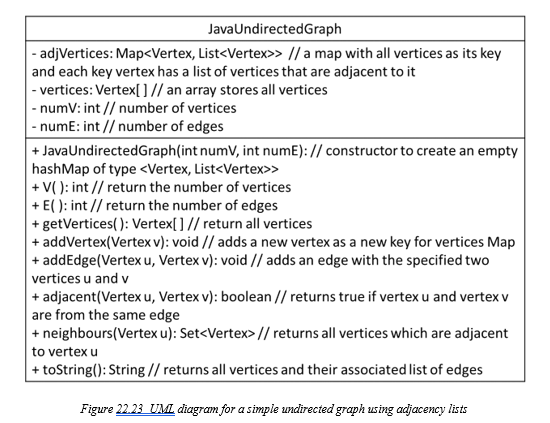 JavaUndirectedGraph
- adjVertices: Map<Vertex, List<Vertex>> // a map with all vertices as its key
and each key vertex has a list of vertices that are adjacent to it
- vertices: Vertex[ ] // an array stores all vertices
- numV: int // number of vertices
- numE: int // number of edges
+ JavaUndirectedGraph(int numV, int numE): // constructor to create an empty
hashMap of type <Vertex, List<Vertex>>
+ V( ): int // return the number of vertices
+ E( ): int // return the number of edges
+ getVertices( ): Vertex[ ] // return all vertices
+ addVertex(Vertex v): void // adds a new vertex as a new key for vertices Map
+ addEdge(Vertex u, Vertex v): void // adds an edge with the specified two
vertices u and v
+ adjacent(Vertex u, Vertex v): boolean // returns true if vertex u and vertex v
are from the same edge
+ neighbours(Vertex u): Set<Vertex> // returns all vertices which are adjacent
to vertex u
+ toString(): String // returns all vertices and their associated list of edges
Figure 22.23 UML diagram for a simple undirected graph using adjacency lists